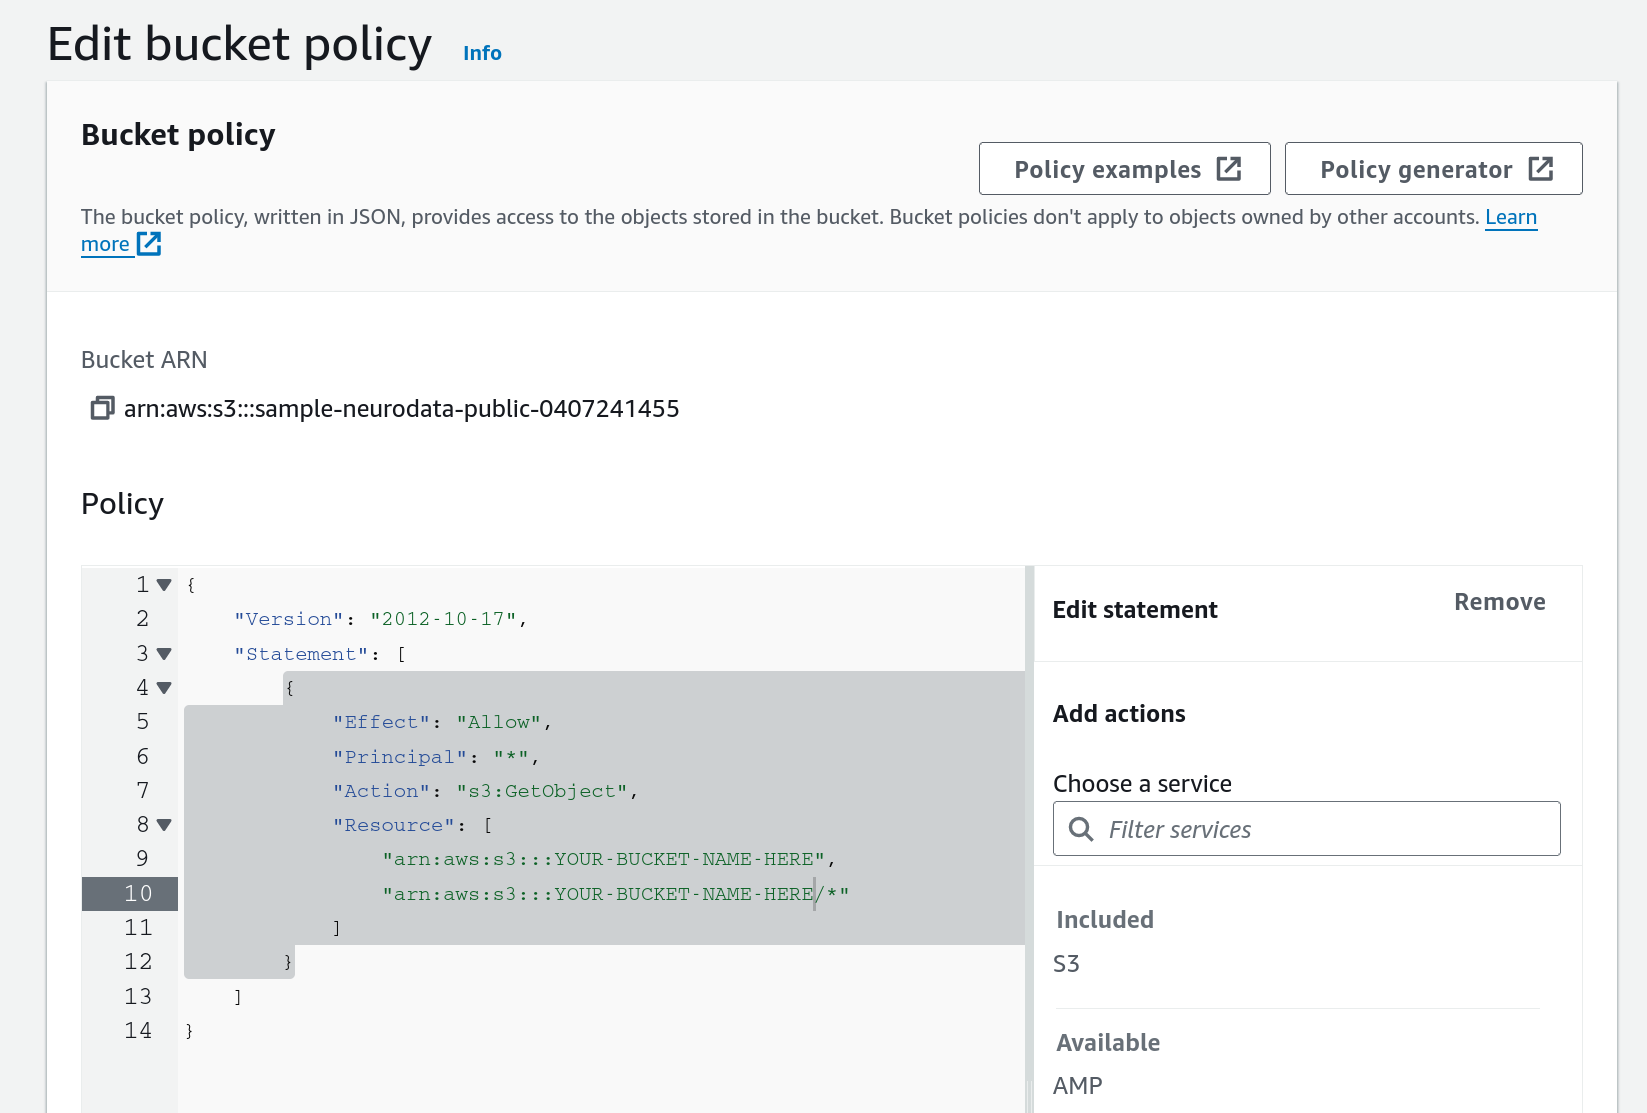 Edit bucket policy Info
Bucket policy
Policy examples
Policy generator
The bucket policy, written in JSON, provides access to the objects stored in the bucket. Bucket policies don't apply to objects owned by other accounts. Learn
more
Bucket ARN
arn:aws:s3:::sample-neurodata-public-0407241455
Policy
1 {
2 "Version": "2012-10-17",
3 "Statement": [
4 {
5 "Effect": "Allow",
6 "Principal": "*",
7 "Action": "s3:GetObject",
8 "Resource": [
9 "arn:aws:s3:::YOUR-BUCKET-NAME-HERE",
10 "arn:aws:s3:::YOUR-BUCKET-NAME-HERE/*"
11 ]
12 }
13 ]
14 }
Edit statement
Remove
Add actions
Choose a service
Filter services
Included
S3
Available
AMP